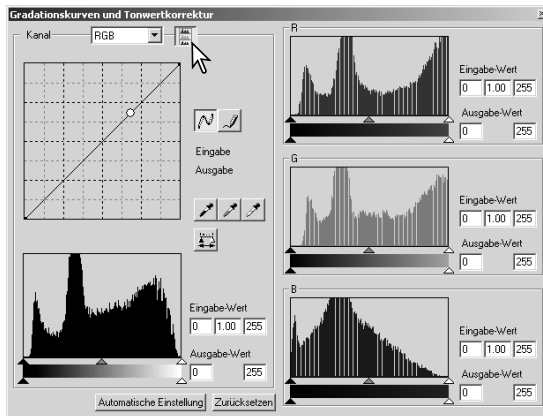 Gradationskurven und Tonwertkorrektur
Kanal RGB
Eingabe
Ausgabe
Eingabe-Wert
0 1.00 255
Ausgabe-Wert
0 255
Automatische Einstellung Zurücksetzen
R
Eingabe-Wert
0 1.00 255
Ausgabe-Wert
0 255
G
Eingabe-Wert
0 1.00 255
Ausgabe-Wert
0 255
B
Eingabe-Wert
0 1.00 255
Ausgabe-Wert
0 255